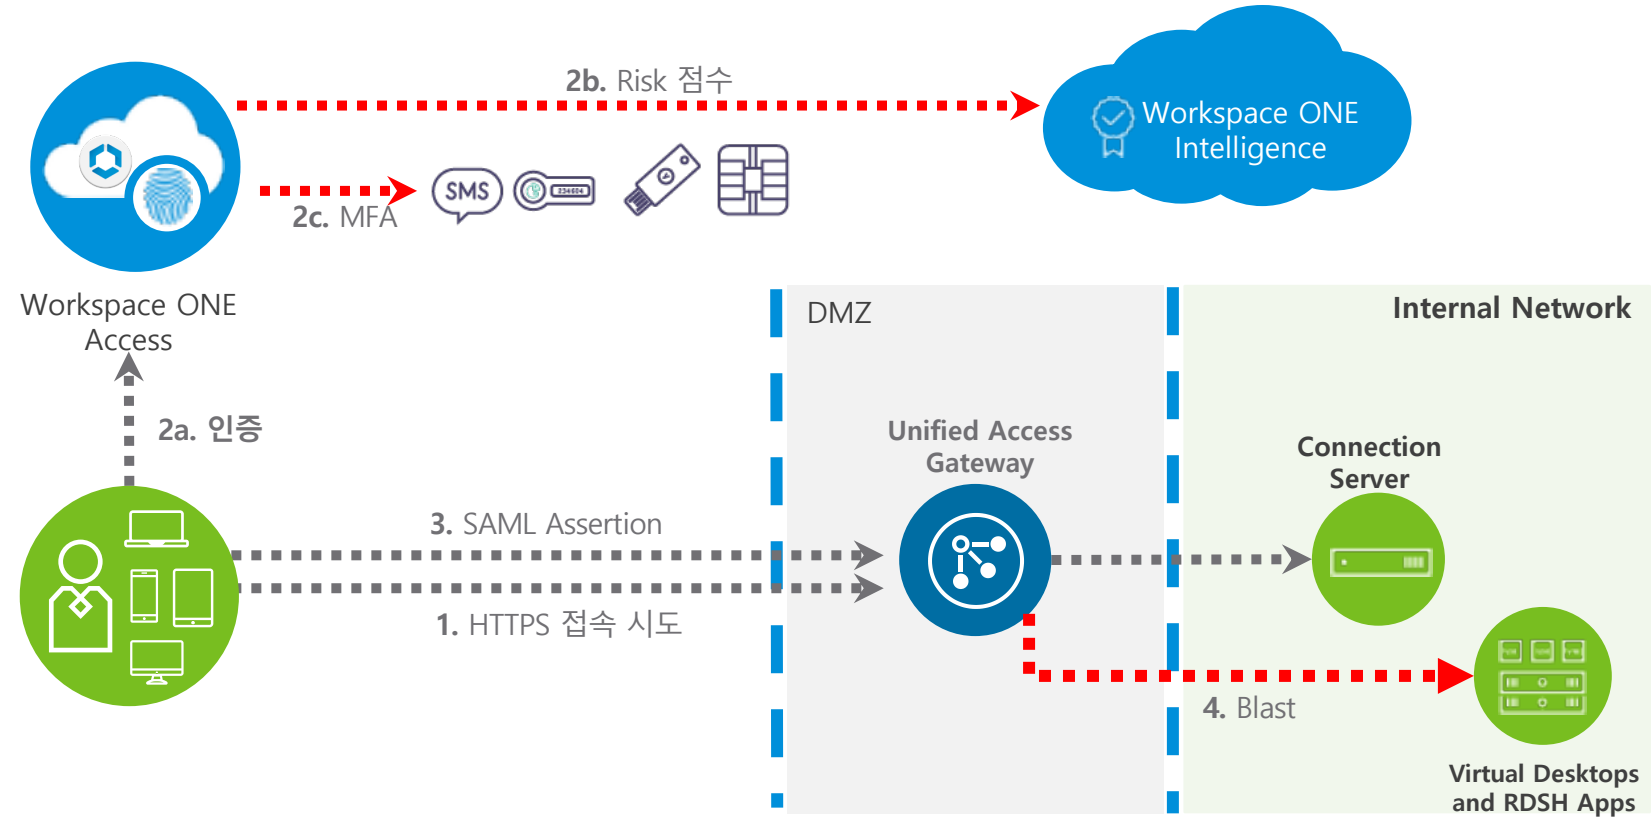 2b. Risk 점수
Workspace ONE
Intelligence
SMS
234604
2c. MFA
Workspace ONE
Access
DMZ
Internal Network
2a. 인증
Unified Access
Gateway
Connection
Server
3. SAML Assertion
1. HTTPS 접속 시도
4. Blast
Virtual Desktops
and RDSH Apps